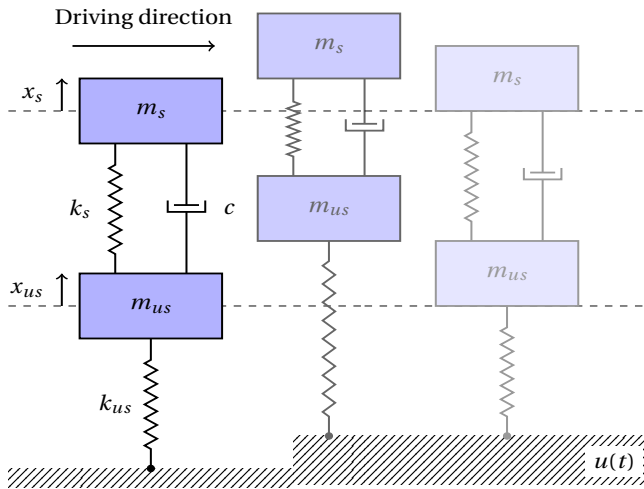 Driving direction
x_s
m_s
m_s
m_s
k_s
c
m_us
x_us
m_us
m_us
k_us
u(t)